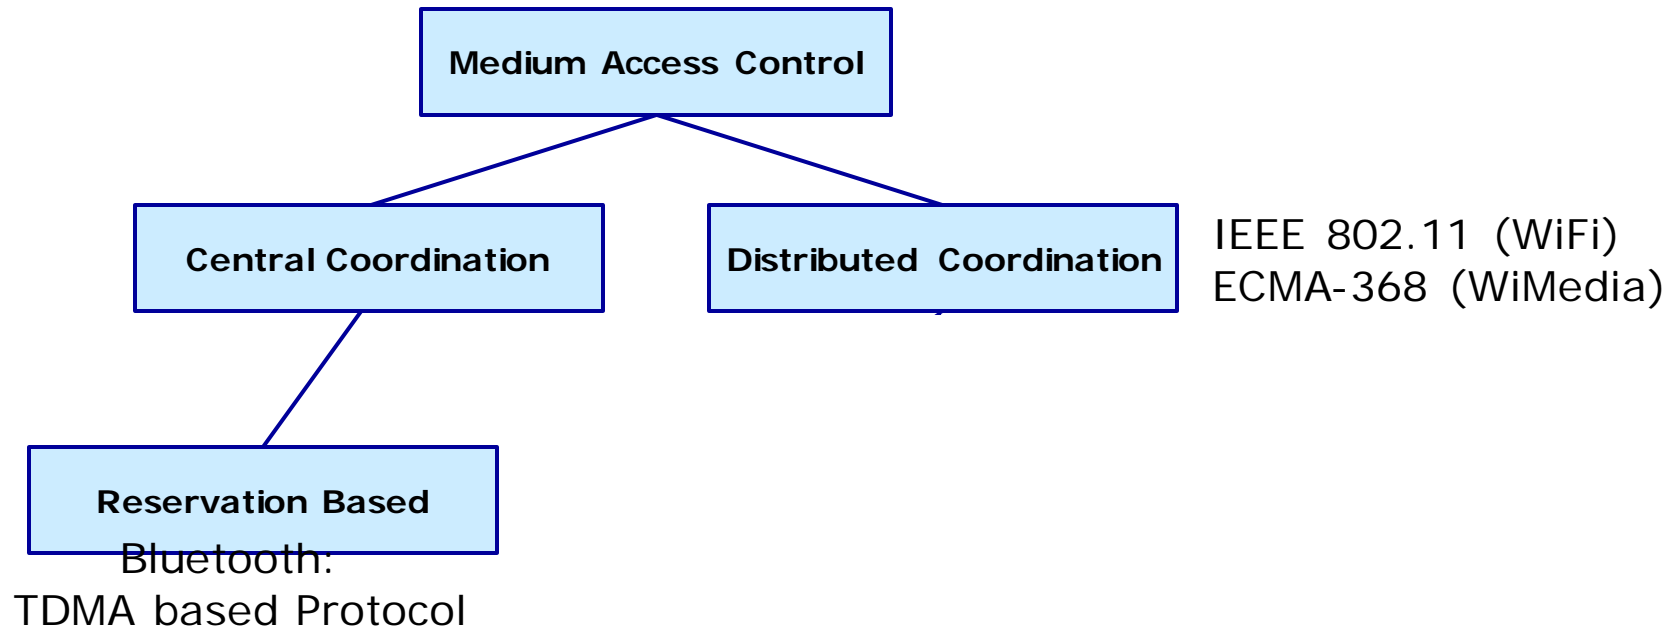 Medium Access Control
Central Coordination
Distributed Coordination
IEEE 802.11 (WiFi)
ECMA-368 (WiMedia)
Reservation Based
Bluetooth:
TDMA based Protocol